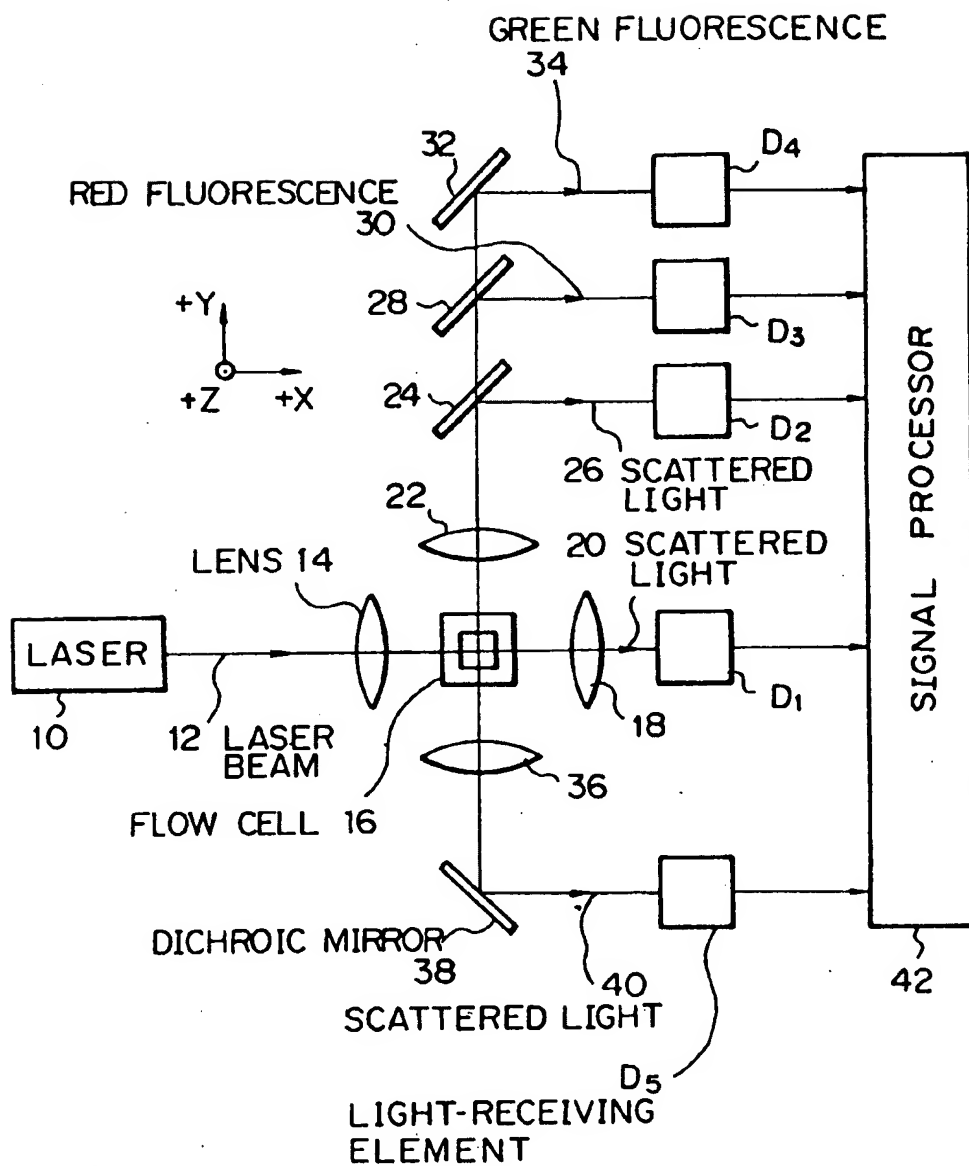 GREEN FLUORESCENCE
34
32
D4
RED FLUORESCENCE
30
28
D3
+Y
+Z
+X
24
D2
26 SCATTERED
LIGHT
22
20 SCATTERED
LIGHT
LENS 14
LASER
10
12 LASER
BEAM
18
D1
SIGNAL PROCESSOR
36
FLOW CELL 16
DICHROIC MIRROR
38
40
SCATTERED LIGHT
42
D5
LIGHT-RECEIVING
ELEMENT